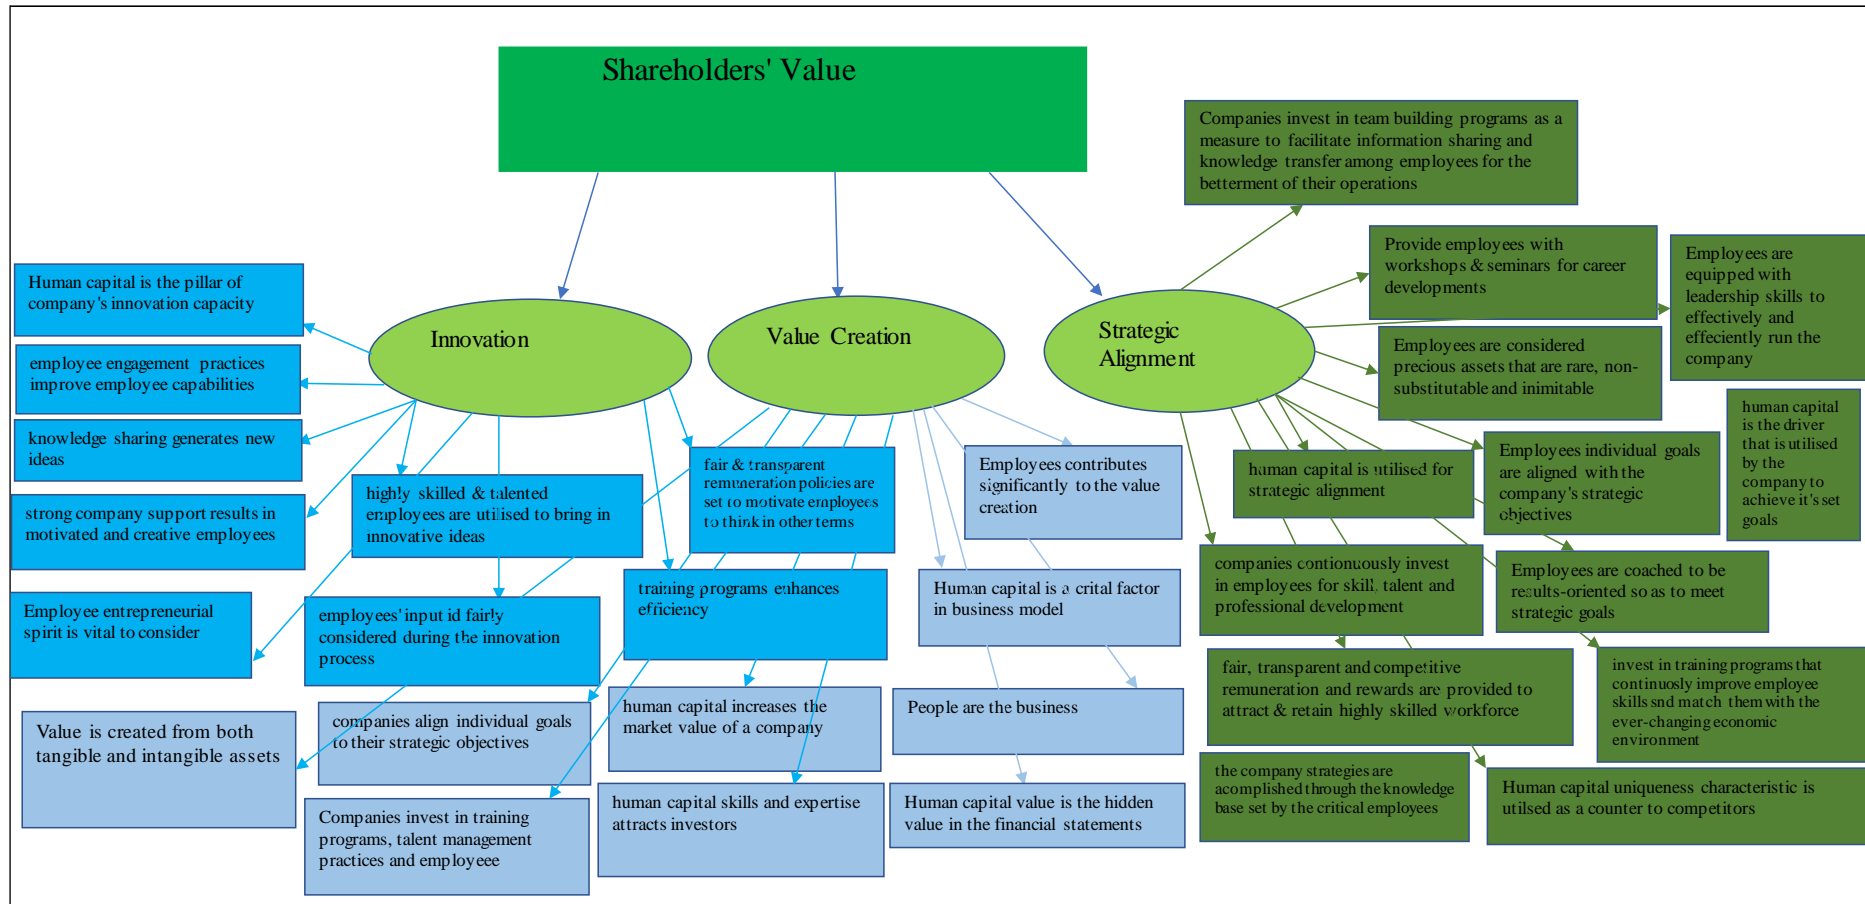 Shareholders' Value
Innovation
Value Creation
Strategic
Alignment
Human capital is the pillar of
company's innovation capacity
employee engagement practices
improve employee capabilities
knowledge sharing generates new
ideas
strong company support results in
motivated and creative employees
Employee entrepreneurial
spirit is vital to consider
highly skilled & talented
employees are utilised to bring in
innovative ideas
employees' input id fairly
considered during the innovation
process
fair & transparent
remuneration policies are
set to motivate employees
to think in other terms
training programs enhances
efficiency
Value is created from both
tangible and intangible assets
companies align individual goals
to their strategic objectives
Companies invest in training
programs, talent management
practices and employeee
human capital increases the
market value of a company
human capital skills and expertise
attracts investors
Employees contributes
significantly to the value
creation
Human capital is a crital factor
in business model
People are the business
Human capital value is the hidden
value in the financial statements
Companies invest in team building programs as a
measure to facilitate information sharing and
knowledge transfer among employees for the
betterment of their operations
Provide employees with
workshops & seminars for career
developments
Employees are
equipped with
leadership skills to
effectively and
effeciently run the
company
Employees are considered
precious assets that are rare, non-
substitutable and inimitable
human capital
is the driver
that is utilised
by the
company to
achieve it's set
goals
Employees individual goals
are aligned with the
company's strategic
objectives
human capital is utilised for
strategic alignment
companies contionuously invest
in employees for skill, talent and
professional development
Employees are coached to be
results-oriented so as to meet
strategic goals
fair, transparent and competitive
remuneration and rewards are provided to
attract & retain highly skilled workforce
invest in training programs that
continuosly improve employee
skills snd match them with the
ever-changing economic
environment
the company strategies are
acomplished through the knowledge
base set by the critical employees
Human capital uniqueness characteristic is
utilsed as a counter to competitors